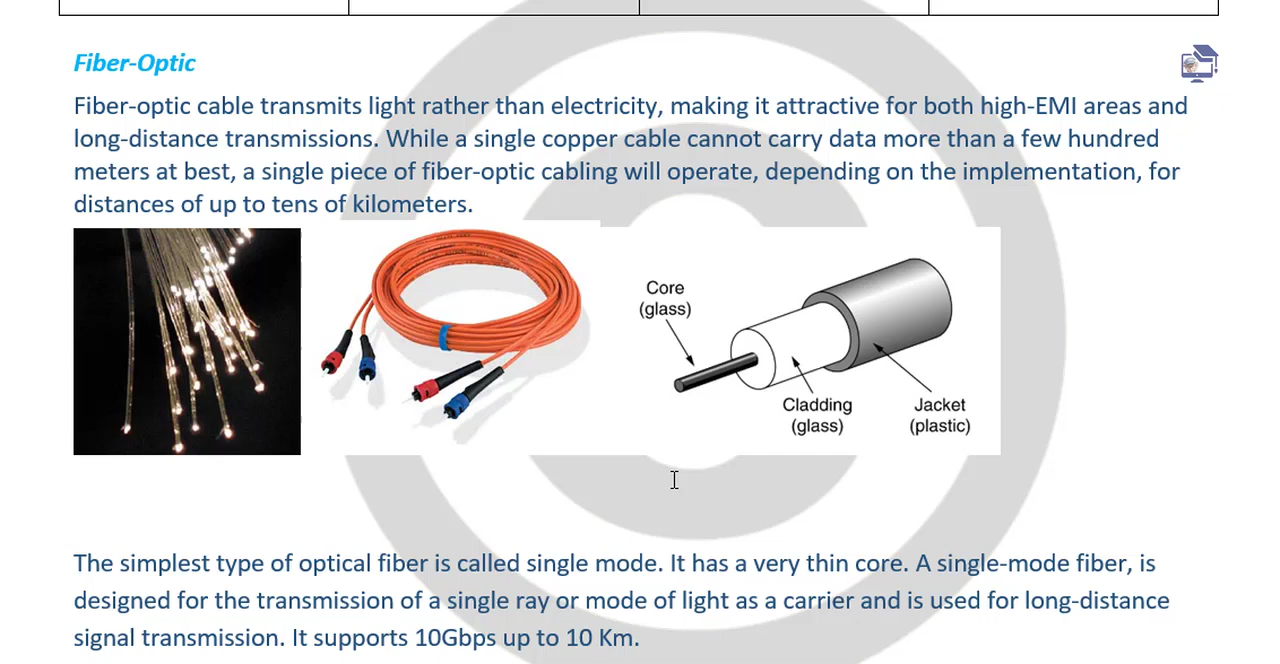 Fiber-Optic
Fiber-optic cable transmits light rather than electricity, making it attractive for both high-EMI areas and
long-distance transmissions. While a single copper cable cannot carry data more than a few hundred
meters at best, a single piece of fiber-optic cabling will operate, depending on the implementation, for
distances of up to tens of kilometers.
Core
(glass)
Cladding
(glass)
Jacket
(plastic)
The simplest type of optical fiber is called single mode. It has a very thin core. A single-mode fiber, is
designed for the transmission of a single ray or mode of light as a carrier and is used for long-distance
signal transmission. It supports 10Gbps up to 10 Km.